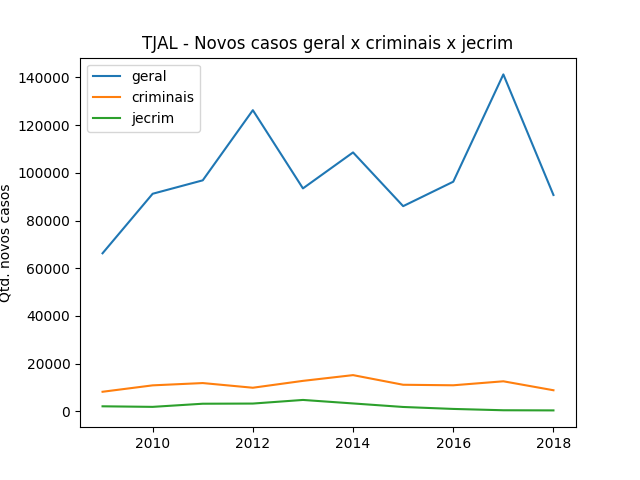 TJAL - Novos casos geral x criminais x jecrim
geral
criminais
jecrim
Qtd. novos casos
140000
120000
100000
80000
60000
40000
20000
0
2010 2012 2014 2016 2018